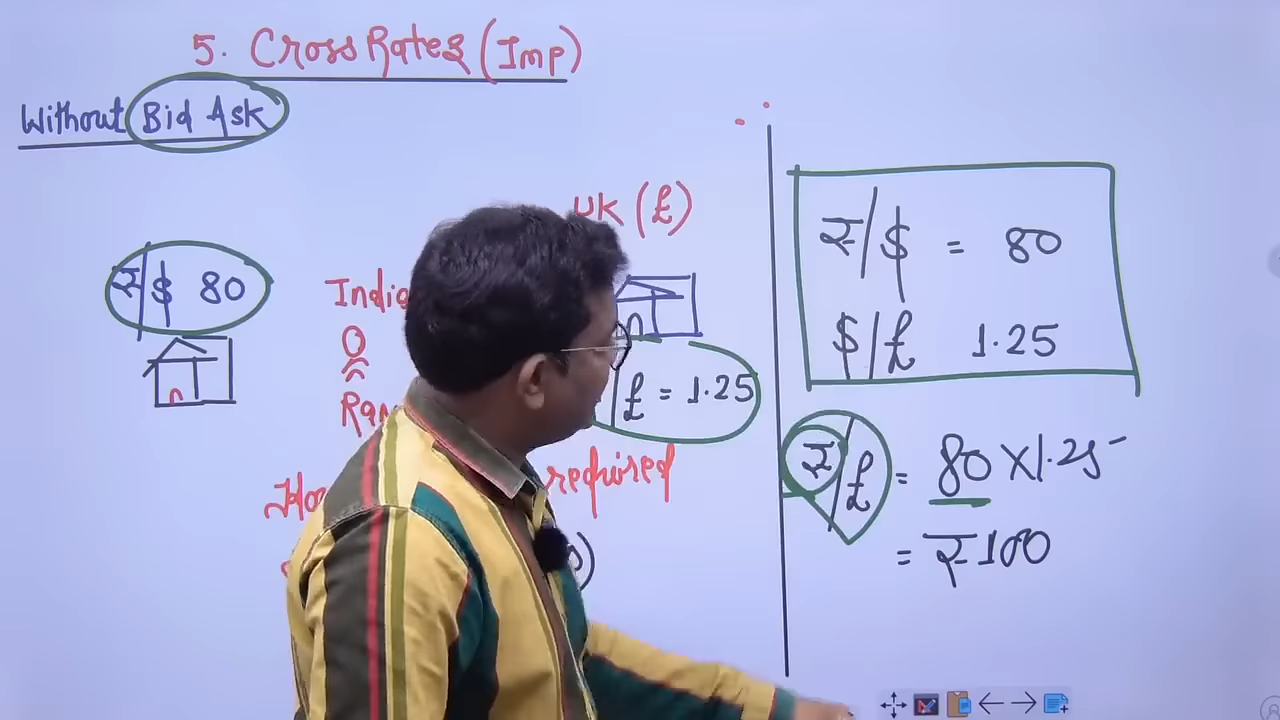 5. Cross Rates (Imp)
Without Bid Ask
UK (£)
₹/$ 80
£ = 1.25
required
₹/$ = 80
$/£ 1.25
₹/£ = 80 X 1.25
= ₹ 100